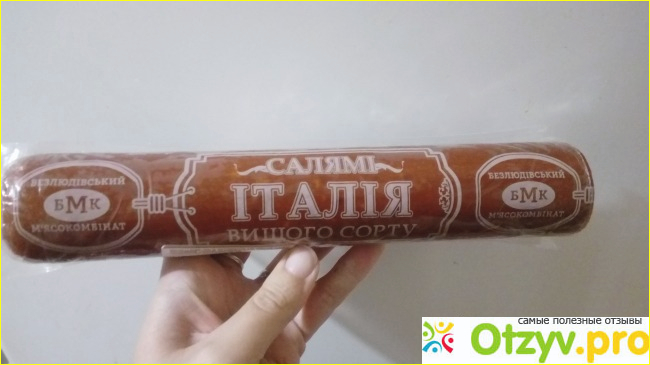 БЕЗЛЮДІВСЬКИЙ
БМК
М'ЯСОКОМБІНАТ
САЛЯМІ
ІТАЛІЯ
ВИЩОГО СОРТУ
БЕЗЛЮДІВСЬКИЙ
БМК
М'ЯСОКОМБІНАТ
самые полезные отзывы
Otzyv.pro